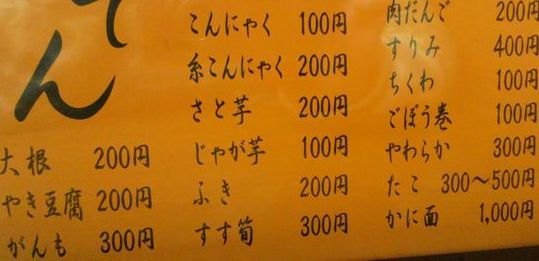 でん
大根 200円
やき豆腐 200円
がんも 300円
こんにゃく 100円
糸こんにゃく 200円
さと芋 200円
じゃが芋 100円
ふき 200円
すす筍 300円
肉だんご 200円
すりみ 400円
ちくわ 100円
ごぼう巻 100円
やわらか 300円
たこ 300〜500円
かに面 1,000円